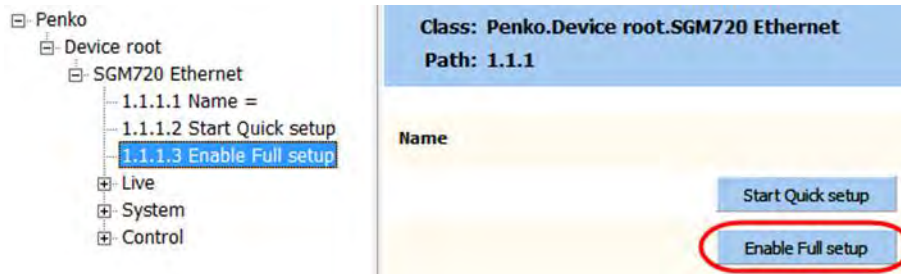 Penko
Device root
SGM720 Ethernet
1.1.1.1 Name =
1.1.1.2 Start Quick setup
1.1.1.3 Enable Full setup
Live
System
Control
Class: Penko.Device root.SGM720 Ethernet
Path: 1.1.1
Name
Start Quick setup
Enable Full setup